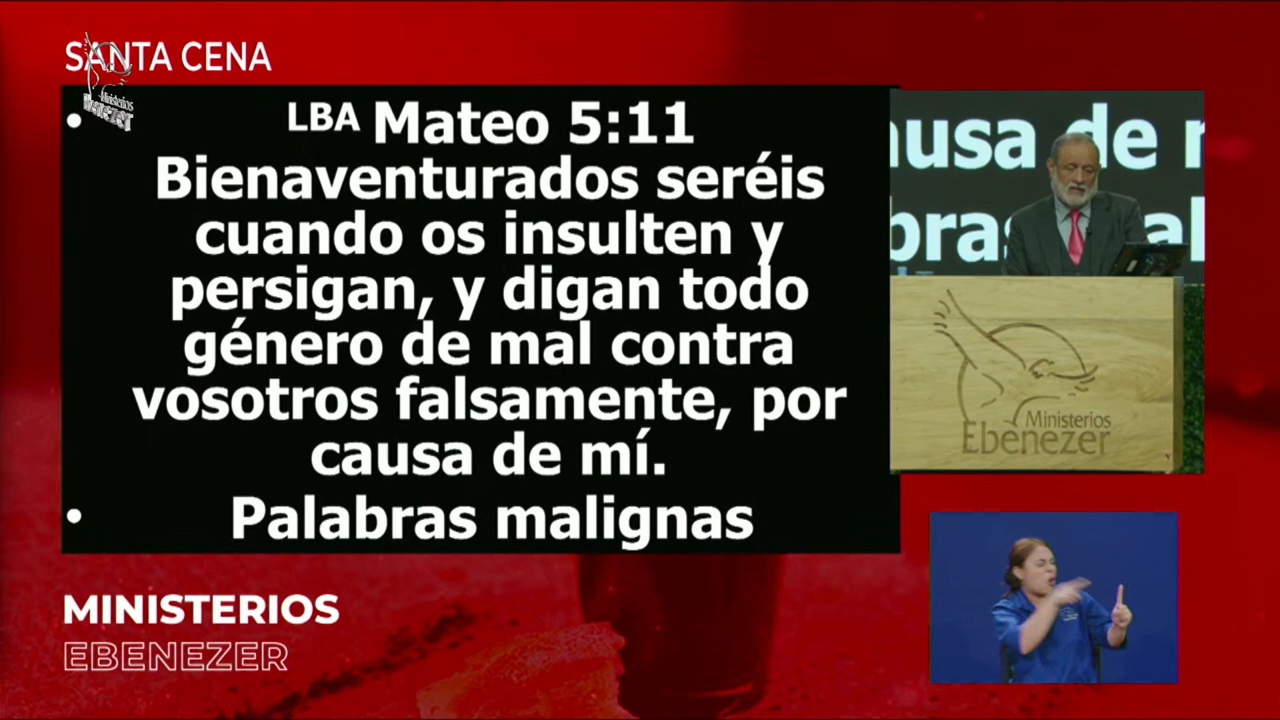 SANTA CENA
Ministerios
Ebenezer
• LBA Mateo 5:11
Bienaventurados seréis
cuando os insulten y
persigan, y digan todo
género de mal contra
vosotros falsamente, por
causa de mí.
• Palabras malignas
ausa de
bras
Ministerios
Ebenezer
MINISTERIOS
EBENEZER